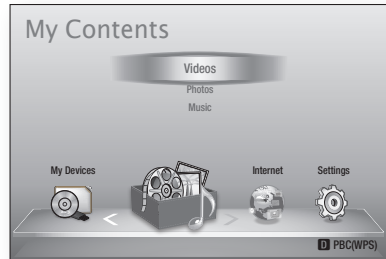 My Contents
Videos
Photos
Music
My Devices
Internet
Settings
D PBC(WPS)